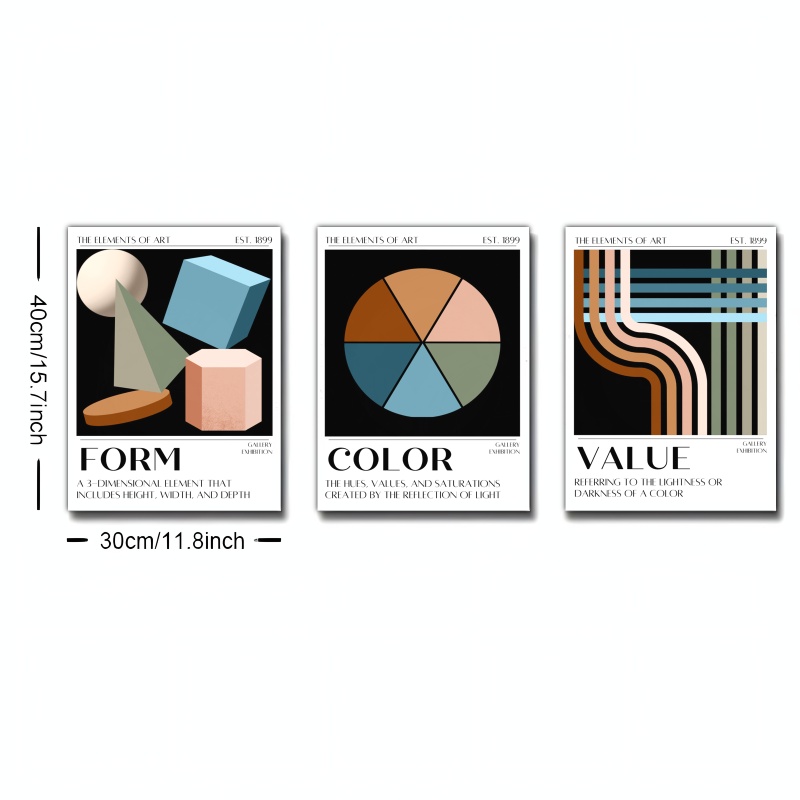 THE ELEMENTS OF ART EST. 1899
FORM
GALLERY
EXHIBITION
A 3-DIMENSIONAL ELEMENT THAT
INCLUDES HEIGHT, WIDTH, AND DEPTH
THE ELEMENTS OF ART EST. 1899
COLOR
GALLERY
EXHIBITION
THE HUES, VALUES, AND SATURATIONS
CREATED BY THE REFLECTION OF LIGHT
THE ELEMENTS OF ART EST. 1899
VALUE
GALLERY
EXHIBITION
REFERRING TO THE LIGHTNESS OR
DARKNESS OF A COLOR
40cm/15.7inch
30cm/11.8inch